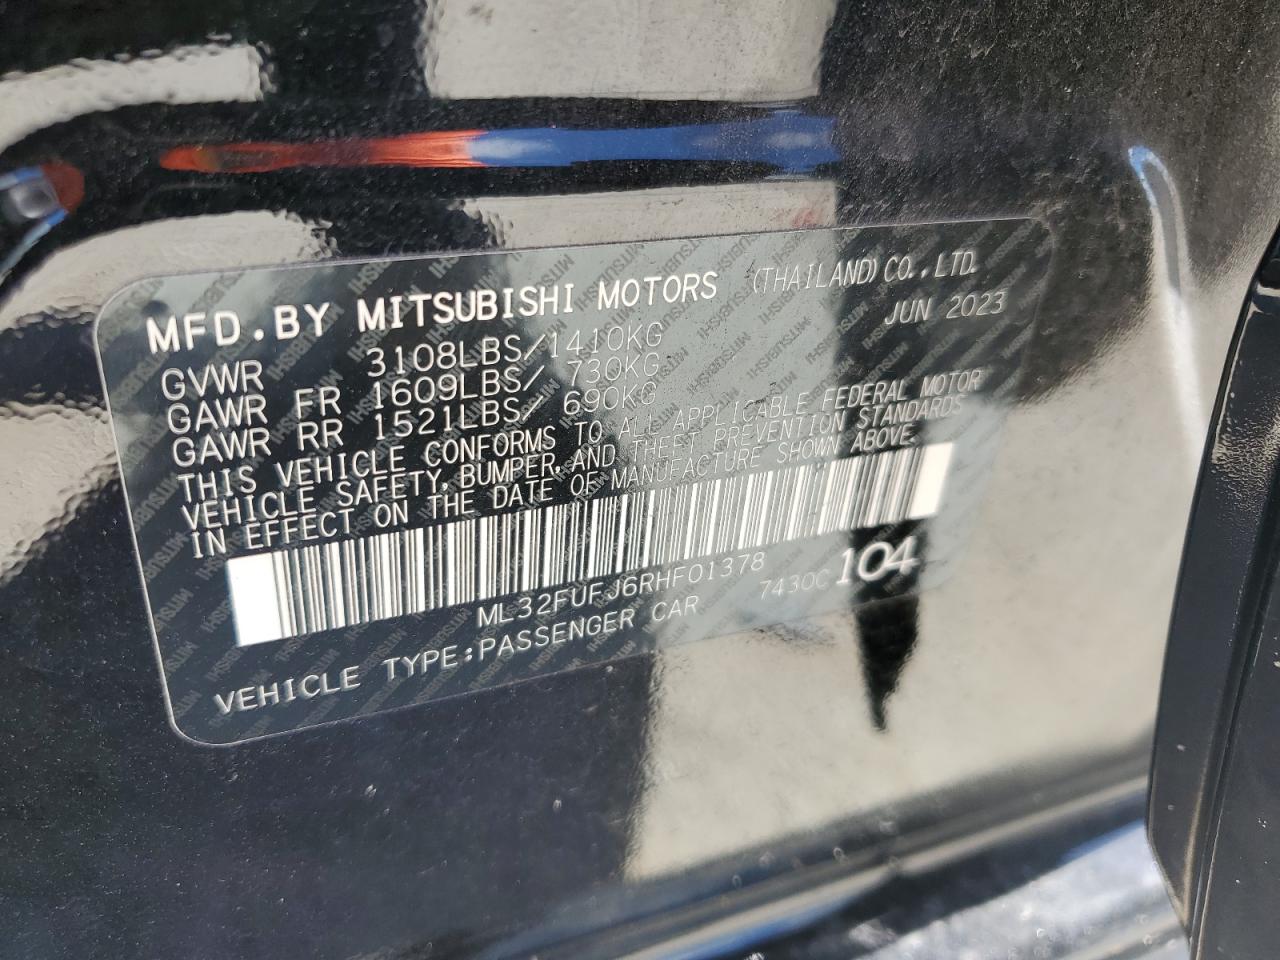 MFD.BY MITSUBISHI MOTORS (THAILAND) CO.,LTD.
JUN 2023
GVWR 3108LBS/1410KG
GAWR FR 1609LBS/ 730KG
GAWR RR 1521LBS/ 690KG
THIS VEHICLE CONFORMS TO ALL APPLICABLE FEDERAL MOTOR
VEHICLE SAFETY, BUMPER, AND THEFT PREVENTION STANDARDS
IN EFFECT ON THE DATE OF MANUFACTURE SHOWN ABOVE.
ML32FUFJ6RHF01378
VEHICLE TYPE:PASSENGER CAR 7430C104